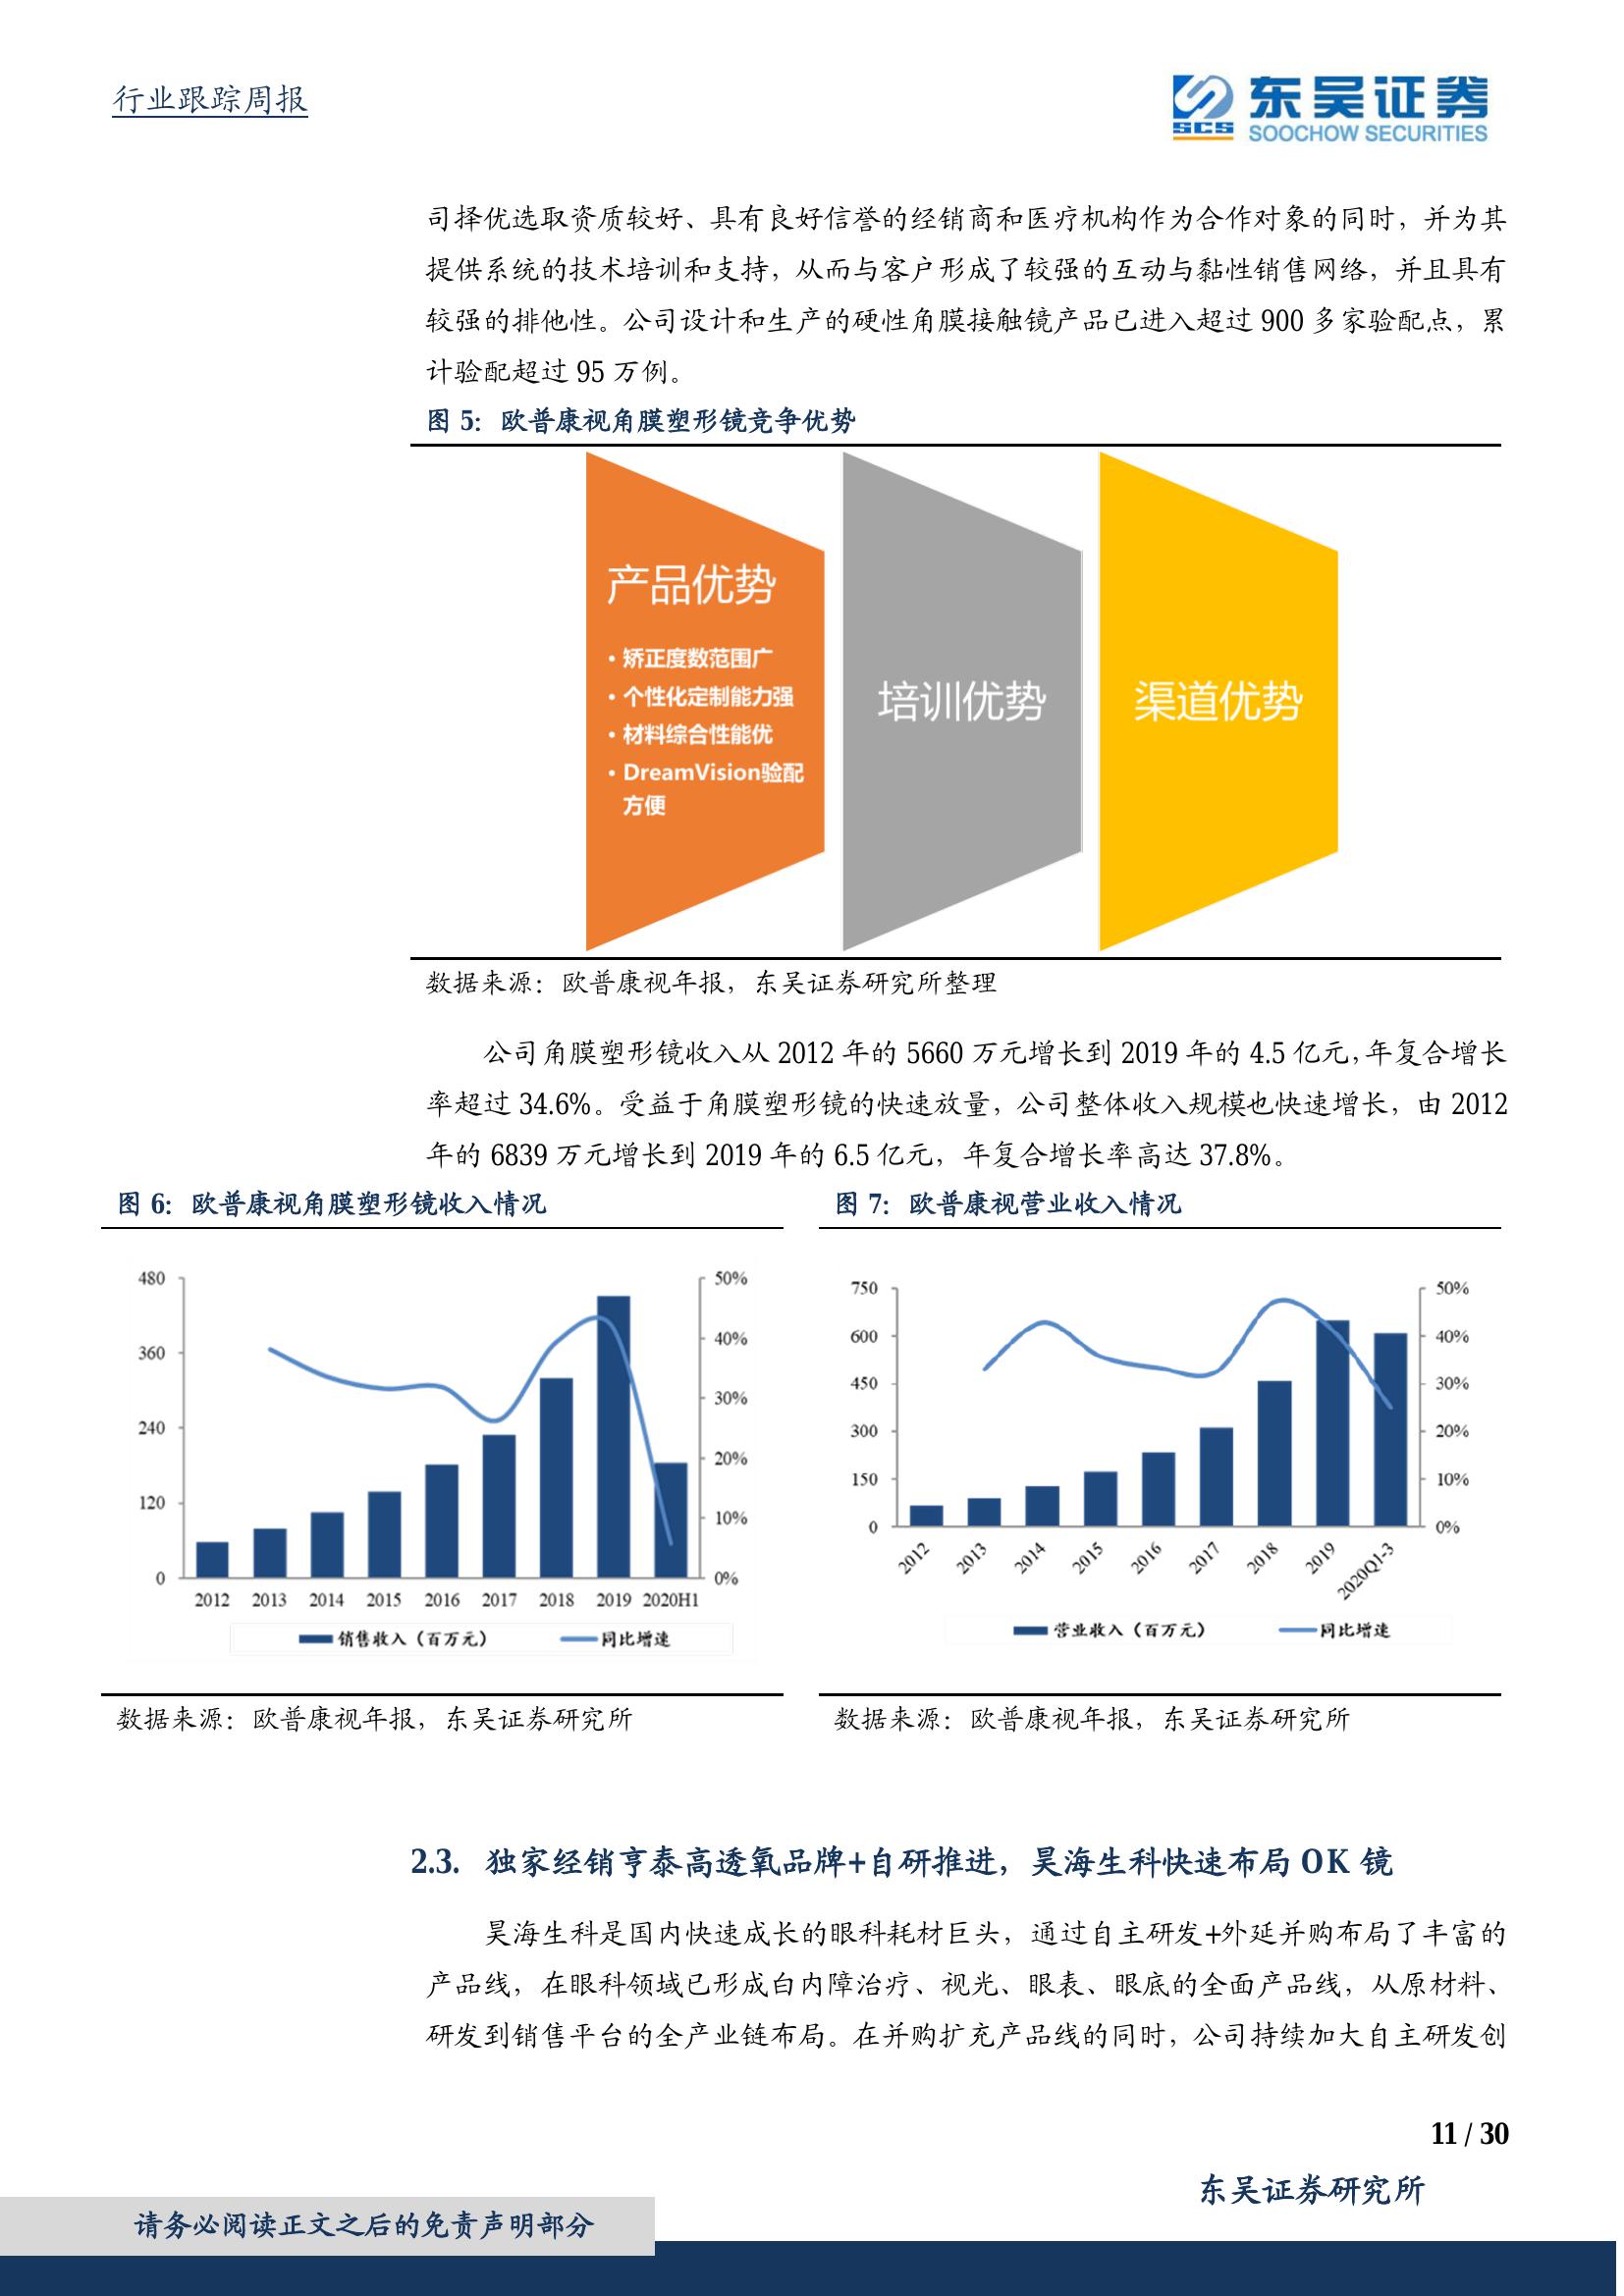 行业跟踪周报
东吴证券
SCS
SOOCHOW SECURITIES
司择优选取资质较好、具有良好信誉的经销商和医疗机构作为合作对象的同时，并为其
提供系统的技术培训和支持，从而与客户形成了较强的互动与黏性销售网络，并且具有
较强的排他性。公司设计和生产的硬性角膜接触镜产品已进入超过 900 多家验配点，累
计验配超过 95 万例。
图 5：欧普康视角膜塑形镜竞争优势
产品优势
• 矫正度数范围广
• 个性化定制能力强
• 材料综合性能优
• DreamVision验配
方便
培训优势
渠道优势
数据来源：欧普康视年报，东吴证券研究所整理
公司角膜塑形镜收入从 2012 年的 5660 万元增长到 2019 年的 4.5 亿元，年复合增长
率超过 34.6%。受益于角膜塑形镜的快速放量，公司整体收入规模也快速增长，由 2012
年的 6839 万元增长到 2019 年的 6.5 亿元，年复合增长率高达 37.8%。
图 6：欧普康视角膜塑形镜收入情况
480
360
240
120
0
50%
40%
30%
20%
10%
0%
2012 2013 2014 2015 2016 2017 2018 2019 2020H1
销售收入（百万元） 同比增速
数据来源：欧普康视年报，东吴证券研究所
图 7：欧普康视营业收入情况
750
600
450
300
150
0
50%
40%
30%
20%
10%
0%
2012 2013 2014 2015 2016 2017 2018 2019 2020Q1-3
营业收入（百万元） 同比增速
数据来源：欧普康视年报，东吴证券研究所
2.3. 独家经销亨泰高透氧品牌+自研推进，昊海生科快速布局 OK 镜
昊海生科是国内快速成长的眼科耗材巨头，通过自主研发+外延并购布局了丰富的
产品线，在眼科领域已形成白内障治疗、视光、眼表、眼底的全面产品线，从原材料、
研发到销售平台的全产业链布局。在并购扩充产品线的同时，公司持续加大自主研发创
11 / 30
东吴证券研究所
请务必阅读正文之后的免责声明部分